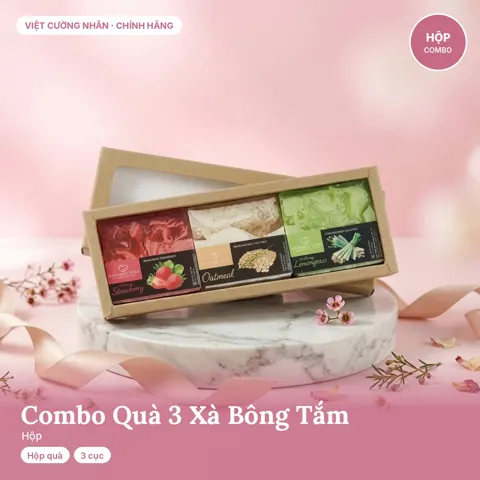 VIỆT CƯỜNG NHÂN · CHÍNH HÃNG
HỘP
COMBO
Strawberry
Oatmeal
Lemongrass
Combo Quà 3 Xà Bông Tắm
Hộp
Hộp quà
3 cục